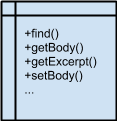 +find()
+getBody()
+getExcerpt()
+setBody()
...